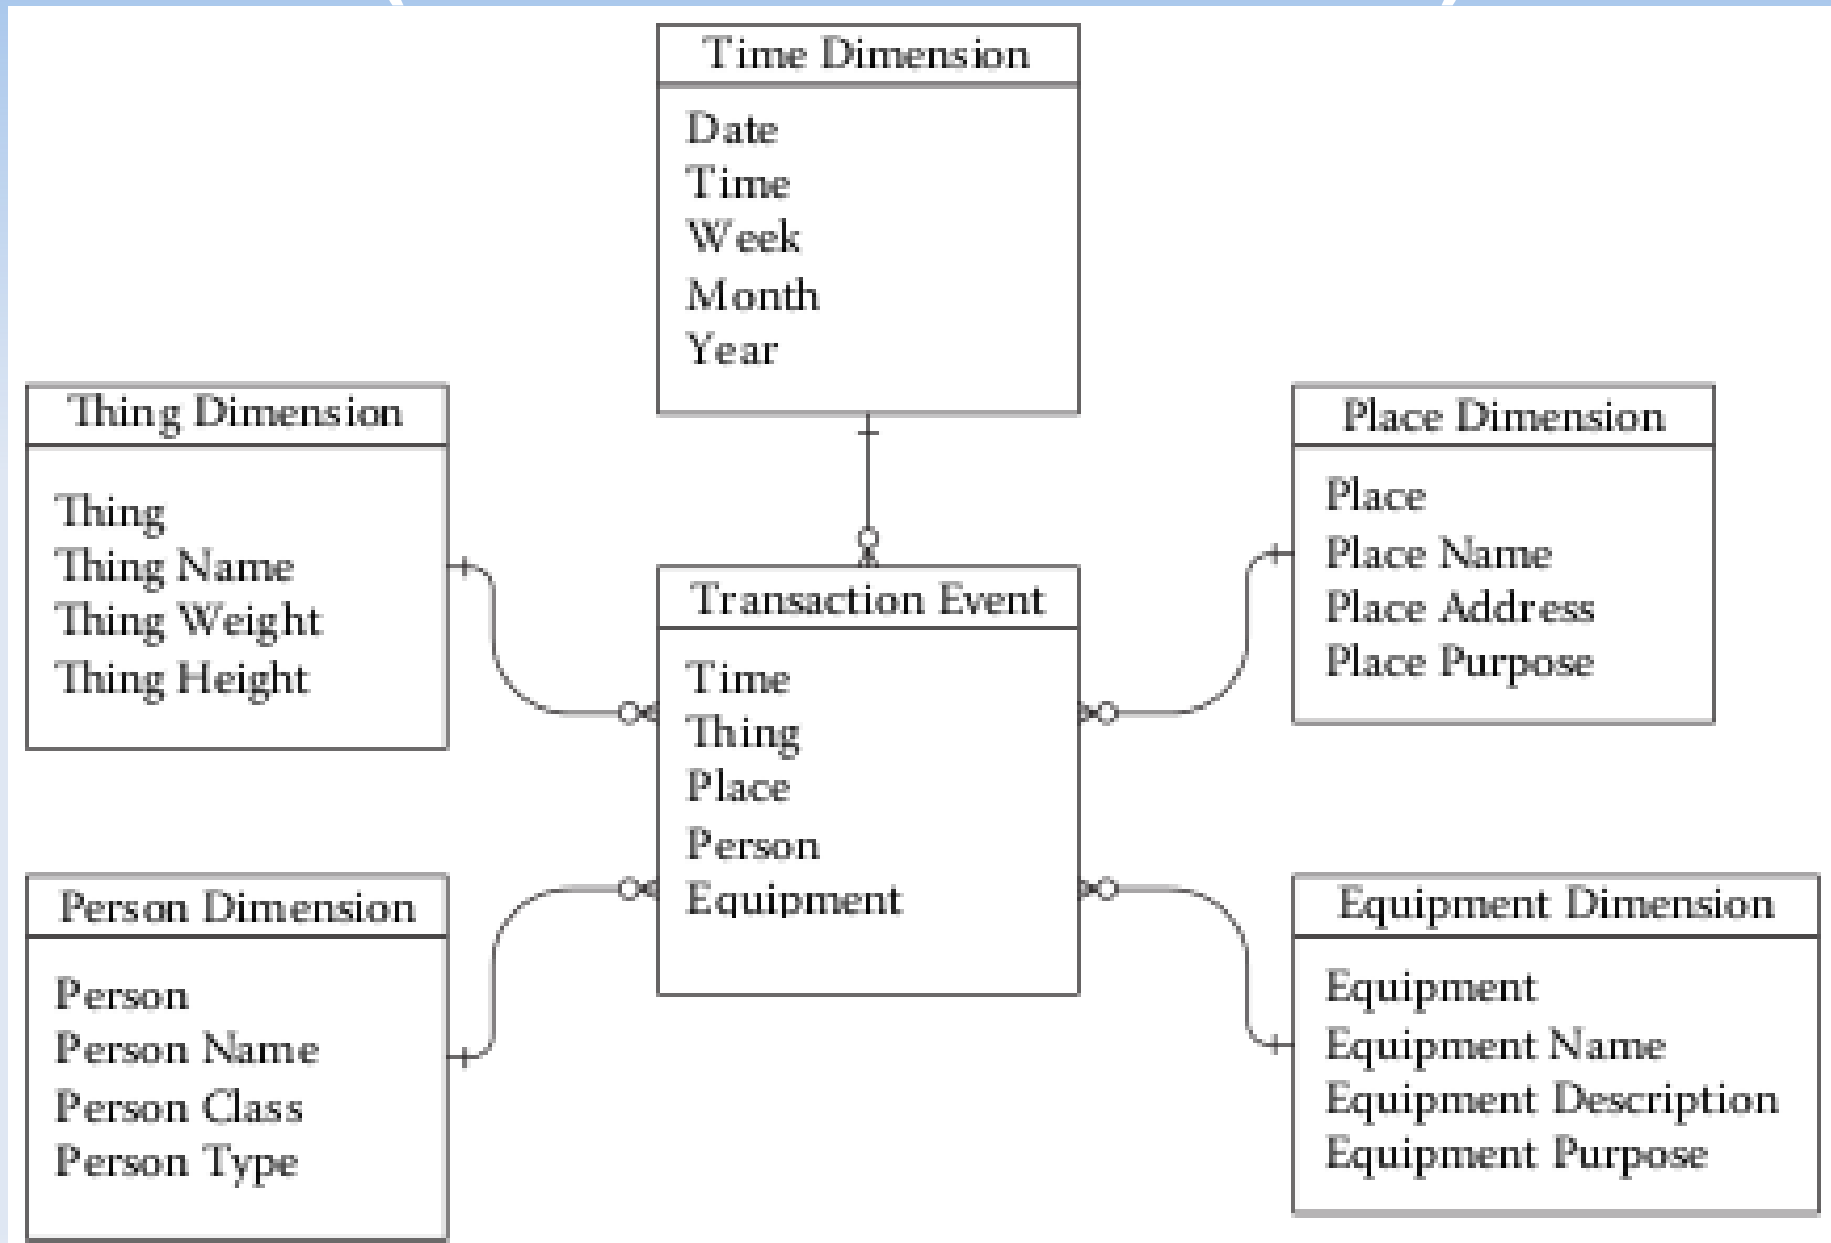 Time Dimension
Date
Time
Week
Month
Year
Thing Dimension
Thing
Thing Name
Thing Weight
Thing Height
Place Dimension
Place
Place Name
Place Address
Place Purpose
Transaction Event
Time
Thing
Place
Person
Equipment
Person Dimension
Person
Person Name
Person Class
Person Type
Equipment Dimension
Equipment
Equipment Name
Equipment Description
Equipment Purpose